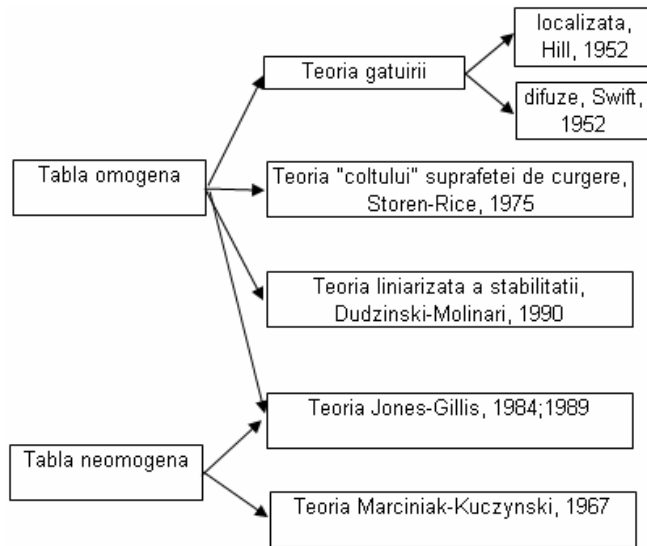 localizata,
Hill, 1952
Teoria gatuirii
difuze, Swift,
1952
Tabla omogena
Teoria "coltului" suprafetei de curgere,
Storen-Rice, 1975
Teoria liniarizata a stabilitatii,
Dudzinski-Molinari, 1990
Teoria Jones-Gillis, 1984;1989
Tabla neomogena
Teoria Marciniak-Kuczynski, 1967